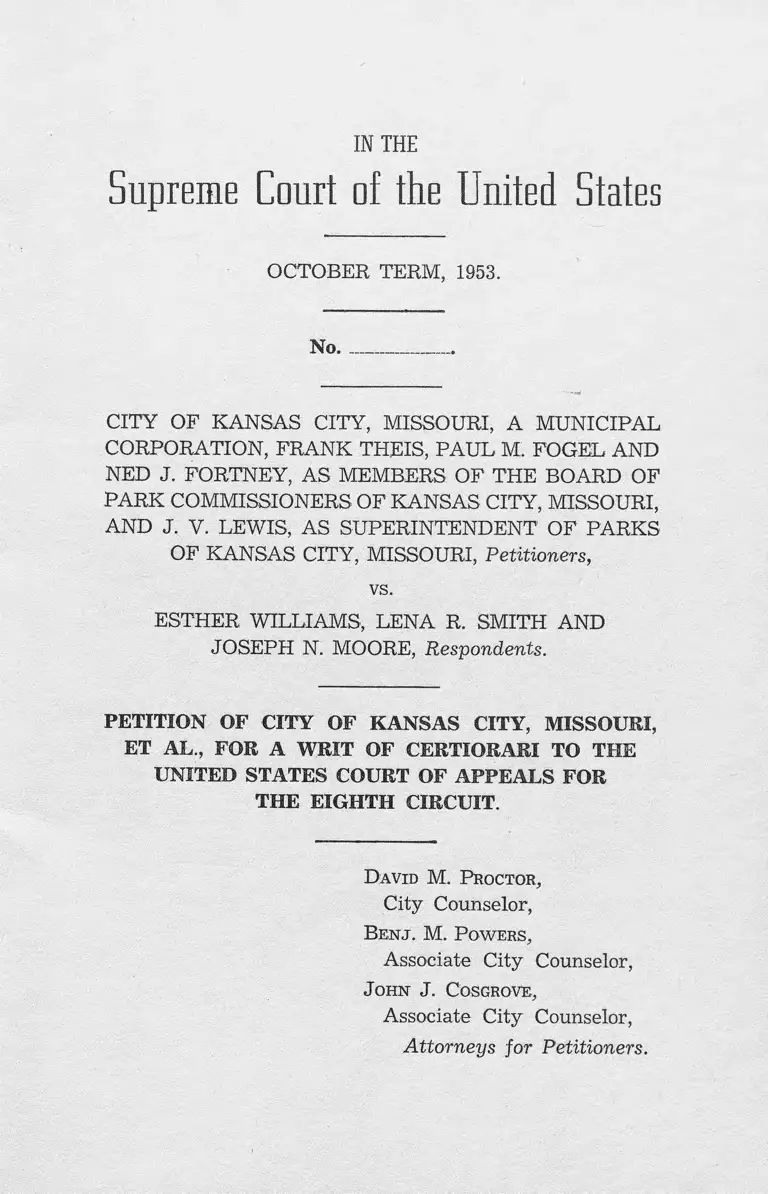 IN THE
Supreme Court of the United States
OCTOBER TERM, 1953.
No. .
CITY OF KANSAS CITY, MISSOURI, A MUNICIPAL
CORPORATION, FRANK THEIS, PAUL M. FOGEL AND
NED J. FORTNEY, AS MEMBERS OF THE BOARD OF
PARK COMMISSIONERS OF KANSAS CITY, MISSOURI,
AND J. V. LEWIS, AS SUPERINTENDENT OF PARKS
OF KANSAS CITY, MISSOURI, Petitioners,
vs.
ESTHER WILLIAMS, LENA R. SMITH AND
JOSEPH N. MOORE, Respondents.
PETITION OF CITY OF KANSAS CITY, MISSOURI,
ET AL., FOR A WRIT OF CERTIORARI TO THE
UNITED STATES COURT OF APPEALS FOR
THE EIGHTH CIRCUIT.
DAVID M. PROCTOR,
City Counselor,
BENJ. M. POWERS,
Associate City Counselor,
JOHN J. COSGROVE,
Associate City Counselor,
Attorneys for Petitioners.